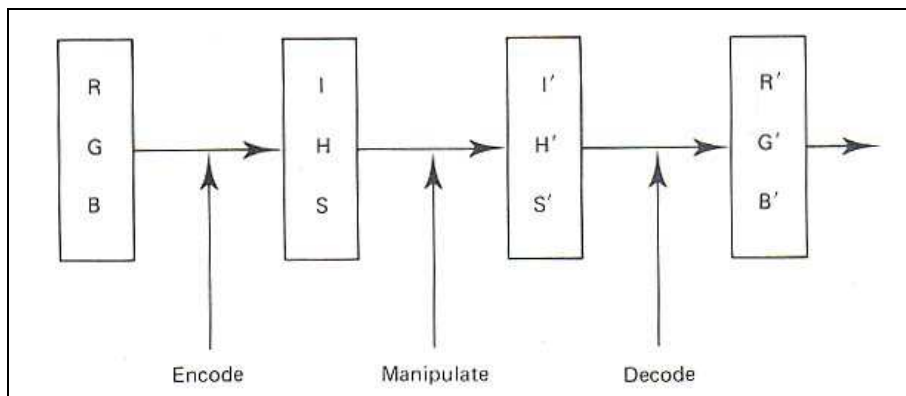 R I I′ R′
G H H′ G′
B S S′ B′
Encode Manipulate Decode